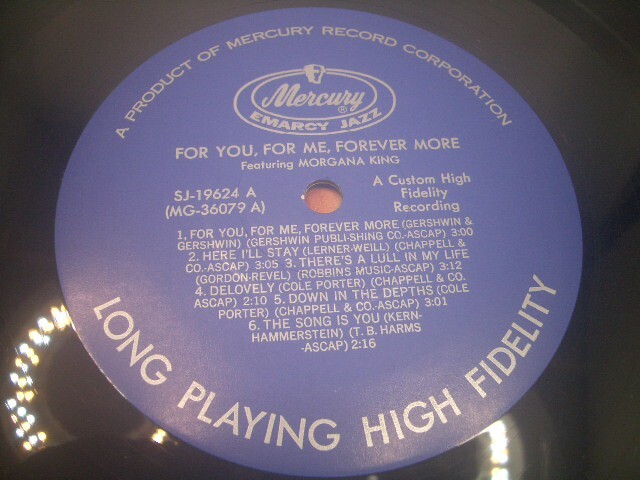 A PRODUCT OF MERCURY RECORD CORPORATION
Mercury®
EMARCY JAZZ
FOR YOU, FOR ME, FOREVER MORE
Featuring MORGANA KING
SJ-19624 A
(MG-36079 A)
A Custom High
Fidelity
Recording
1. FOR YOU, FOR ME, FOREVER MORE (GERSHWIN &
GERSHWIN) (GERSHWIN PUBLI-SHING CO.-ASCAP) 3:00
2. HERE I'LL STAY (LERNER-WEILL) (CHAPPELL &
CO.-ASCAP) 3:05 3. THERE'S A LULL IN MY LIFE
(GORDON-REVEL) (ROBBINS MUSIC-ASCAP) 3:12
4. DELOVELY (COLE PORTER) (CHAPPELL & CO.
ASCAP) 2:10 5. DOWN IN THE DEPTHS (COLE
PORTER) (CHAPPELL & CO.-ASCAP) 3:01
6. THE SONG IS YOU (KERN-
HAMMERSTEIN) (T. B. HARMS
-ASCAP) 2:16
LONG PLAYING HIGH FIDELITY